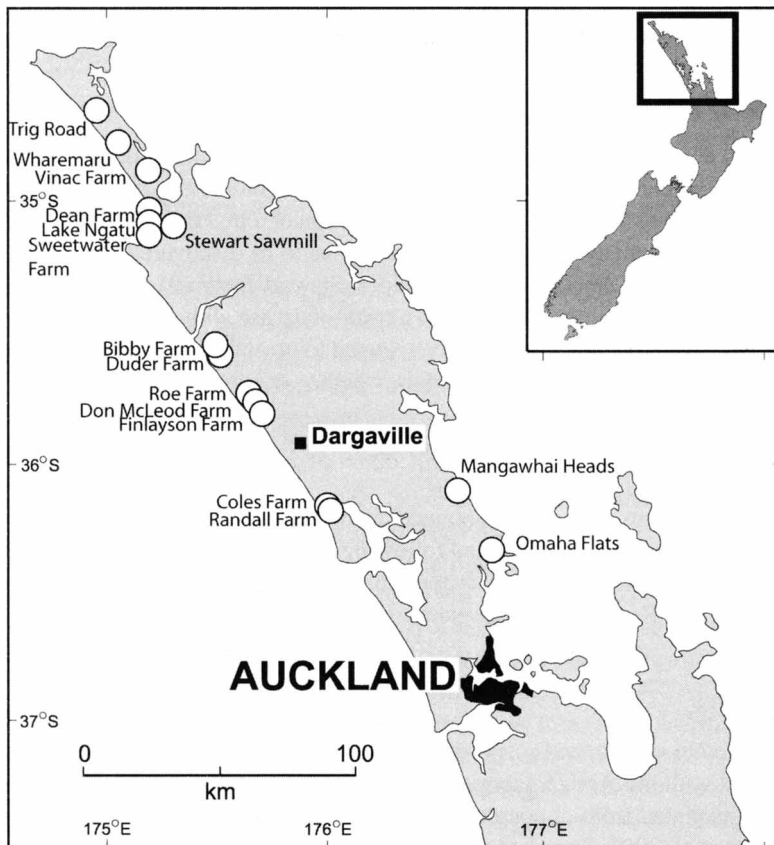 Trig Road
Wharemaru
Vinac Farm
35°S
Dean Farm
Lake Ngatu
Sweetwater
Farm
Stewart Sawmill
Bibby Farm
Duder Farm
Roe Farm
Don McLeod Farm
Finlayson Farm
Dargaville
36°S
Mangawhai Heads
Coles Farm
Randall Farm
Omaha Flats
AUCKLAND
37°S
0 100
km
175°E 176°E 177°E